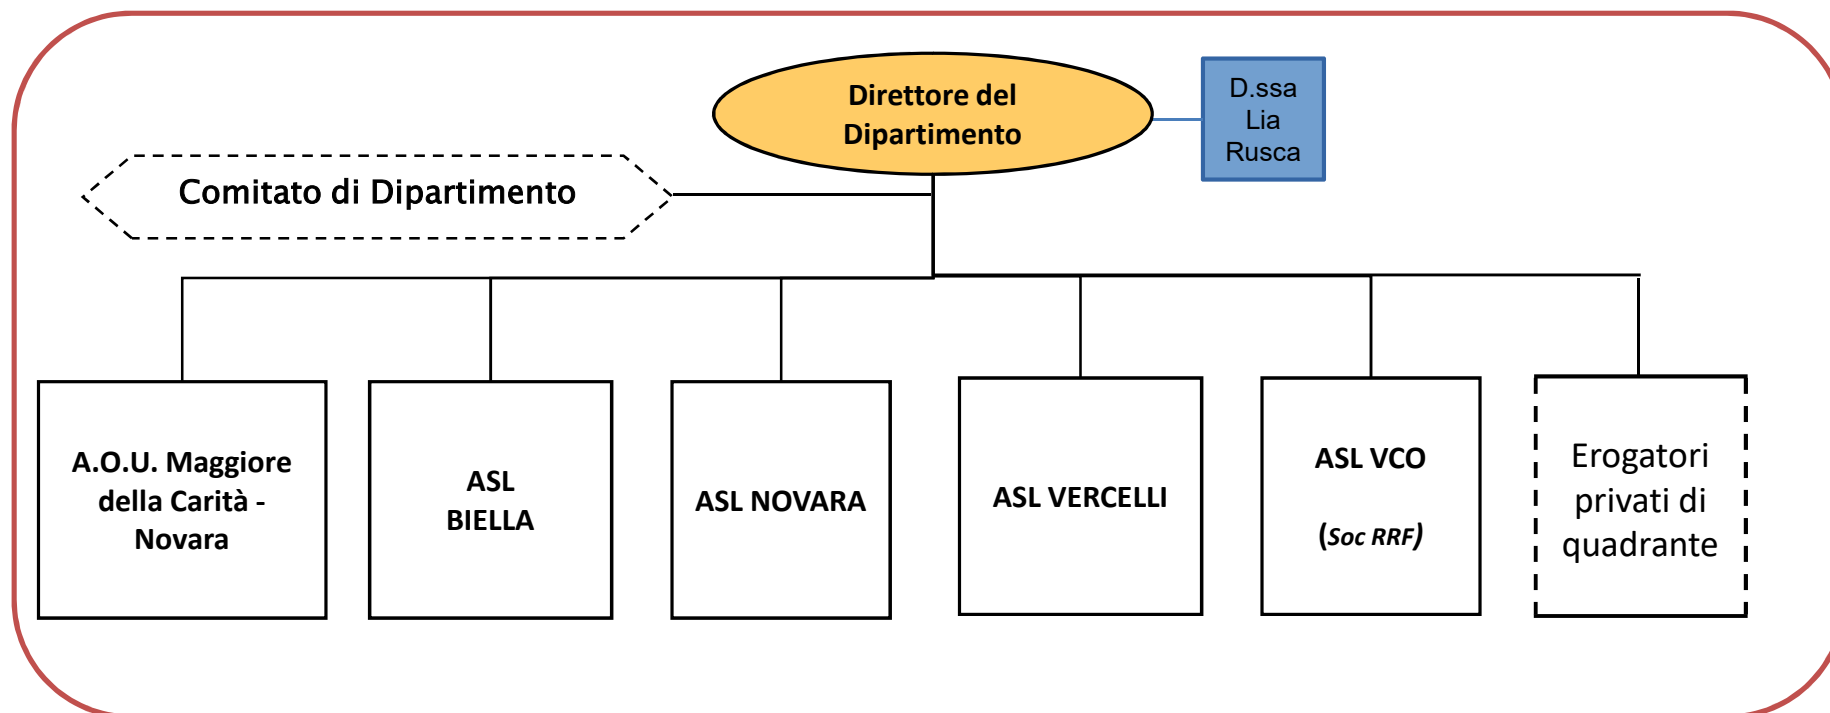 Direttore del
Dipartimento
D.ssa
Lia
Rusca
Comitato di Dipartimento
A.O.U. Maggiore
della Carità -
Novara
ASL
BIELLA
ASL NOVARA
ASL VERCELLI
ASL VCO
(Soc RRF)
Erogatori
privati di
quadrante